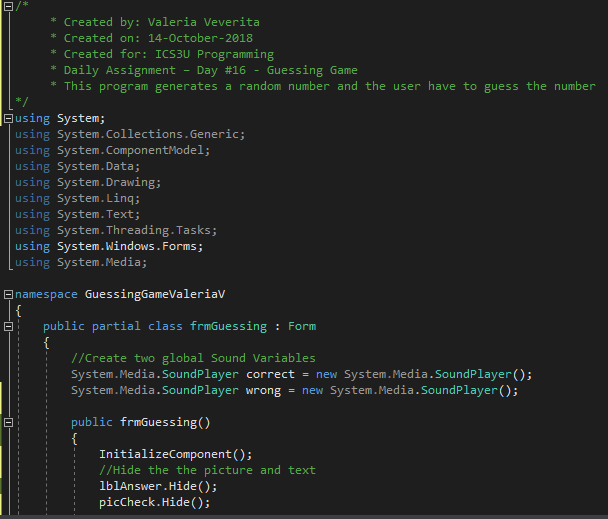 /*
* Created by: Valeria Veverita
* Created on: 14-October-2018
* Created for: ICS3U Programming
* Daily Assignment – Day #16 - Guessing Game
* This program generates a random number and the user have to guess the number
*/
using System;
using System.Collections.Generic;
using System.ComponentModel;
using System.Data;
using System.Drawing;
using System.Linq;
using System.Text;
using System.Threading.Tasks;
using System.Windows.Forms;
using System.Media;
namespace GuessingGameValeriaV
{
public partial class frmGuessing : Form
{
//Create two global Sound Variables
System.Media.SoundPlayer correct = new System.Media.SoundPlayer();
System.Media.SoundPlayer wrong = new System.Media.SoundPlayer();
public frmGuessing()
{
InitializeComponent();
//Hide the the picture and text
lblAnswer.Hide();
picCheck.Hide();